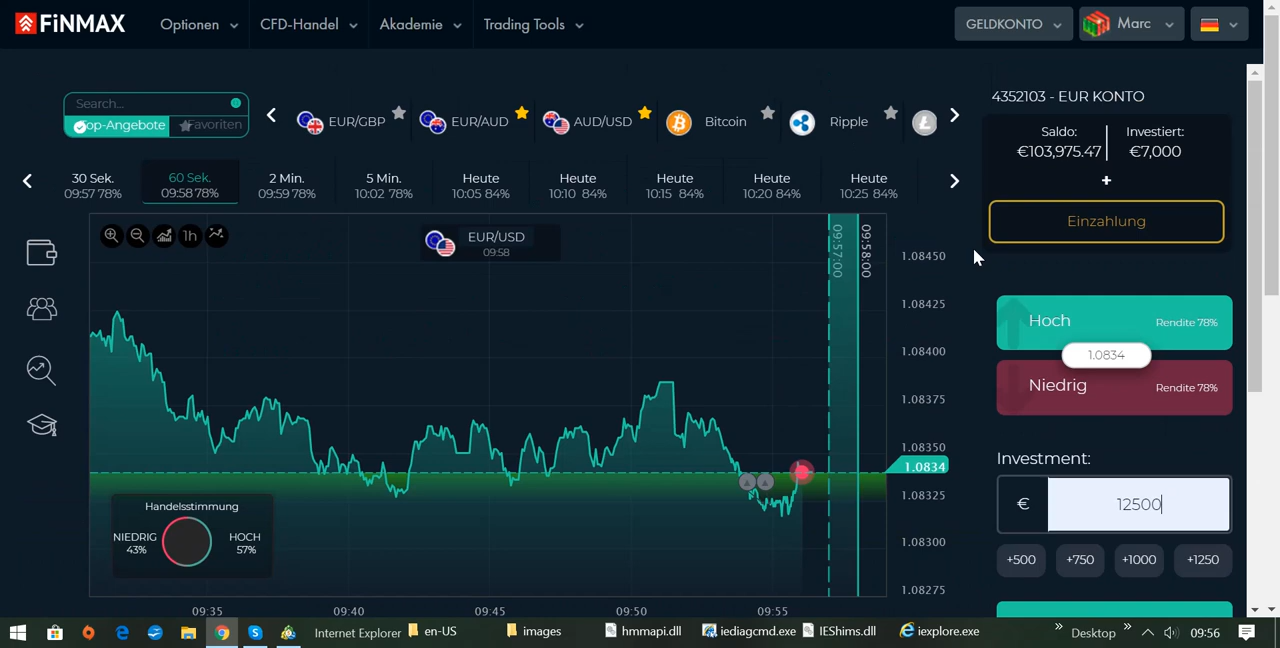 FiNMAX
Optionen
CFD-Handel
Akademie
Trading Tools
GELDKONTO
Marc
Search...
Top-Angebote
Favoriten
EUR/GBP
EUR/AUD
AUD/USD
Bitcoin
Ripple
30 Sek.
09:57 78%
60 Sek.
09:58 78%
2 Min.
09:59 78%
5 Min.
10:02 78%
Heute
10:05 84%
Heute
10:10 84%
Heute
10:15 84%
Heute
10:20 84%
Heute
10:25 84%
1h
EUR/USD
09:58
09:57:00
09:58:00
1.08450
1.08425
1.08400
1.08375
1.08350
1.0834
1.08325
1.08300
1.08275
Handelsstimmung
NIEDRIG
43%
HOCH
57%
09:35
09:40
09:45
09:50
09:55
4352103 - EUR KONTO
Saldo:
€103,975.47
Investiert:
€7,000
+
Einzahlung
Hoch
Rendite 78%
1.0834
Niedrig
Rendite 78%
Investment:
€
12500
+500
+750
+1000
+1250
Internet Explorer
en-US
images
hmmapi.dll
iediagcmd.exe
IEShims.dll
iexplore.exe
Desktop
09:56